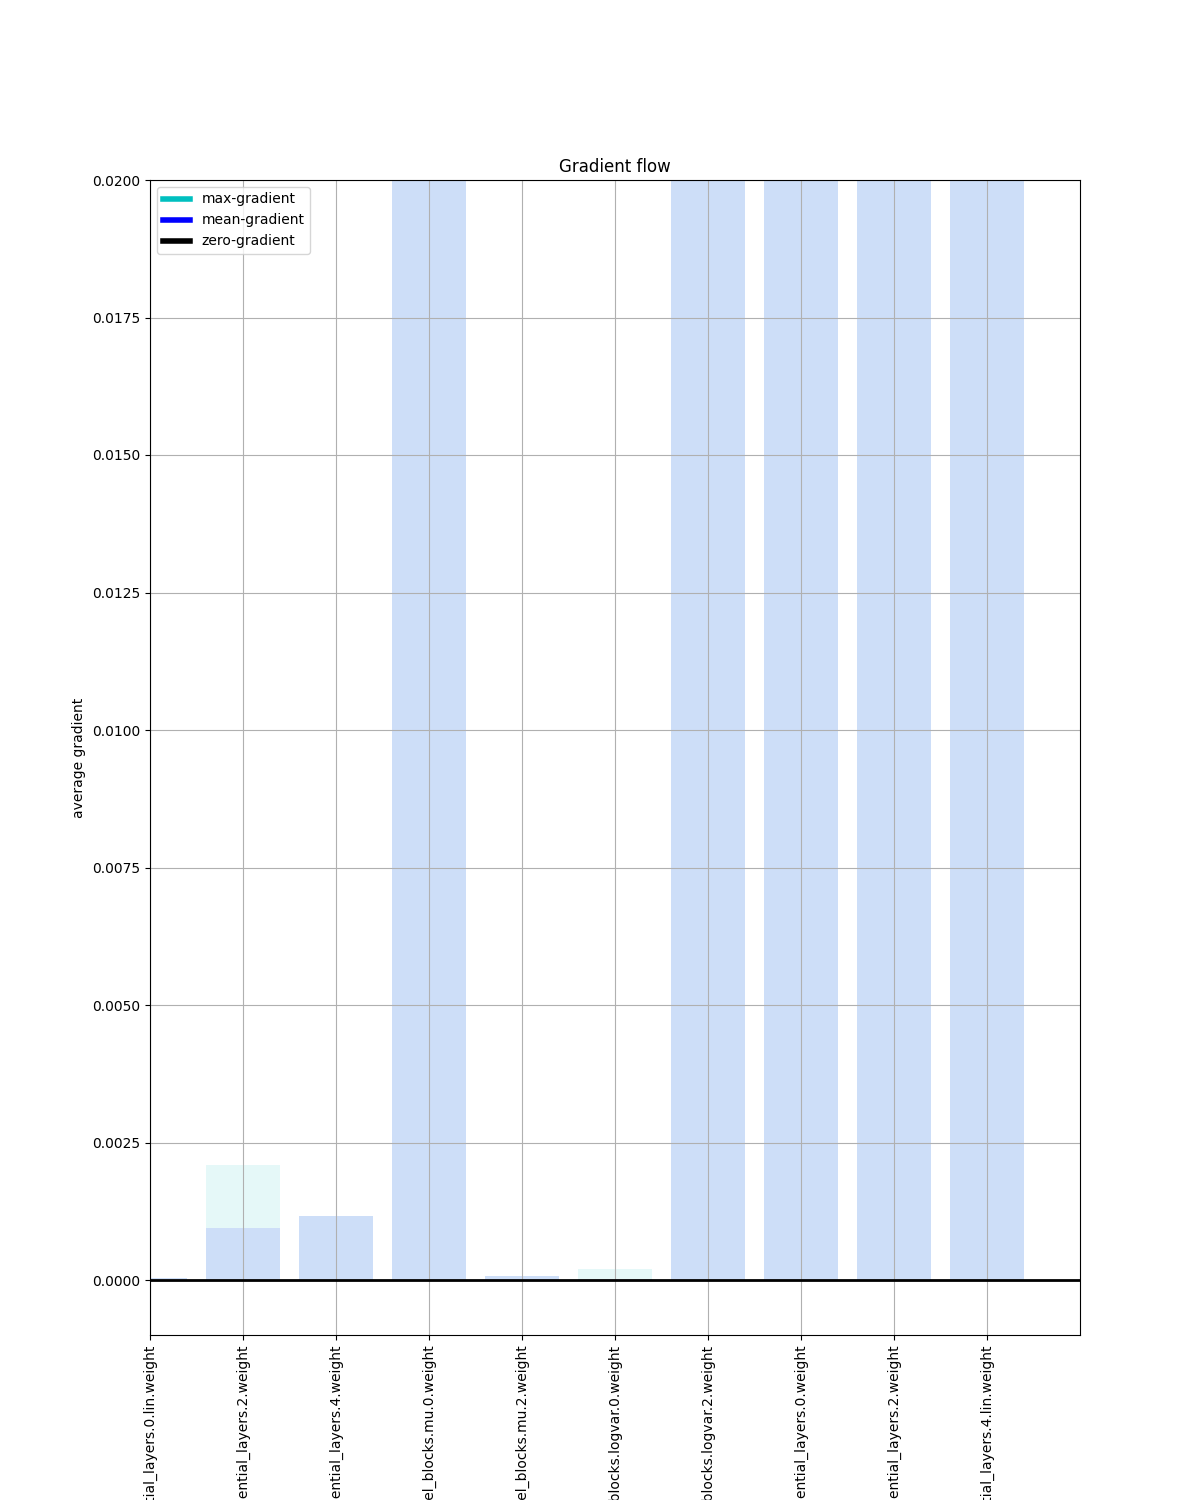 Gradient flow
max-gradient
mean-gradient
zero-gradient
0.0200
0.0175
0.0150
0.0125
0.0100
0.0075
0.0050
0.0025
0.0000
average gradient
tial_layers.0.lin.weight
ential_layers.2.weight
ential_layers.4.weight
el_blocks.mu.0.weight
el_blocks.mu.2.weight
blocks.logvar.0.weight
blocks.logvar.2.weight
ential_layers.0.weight
ential_layers.2.weight
tial_layers.4.lin.weight